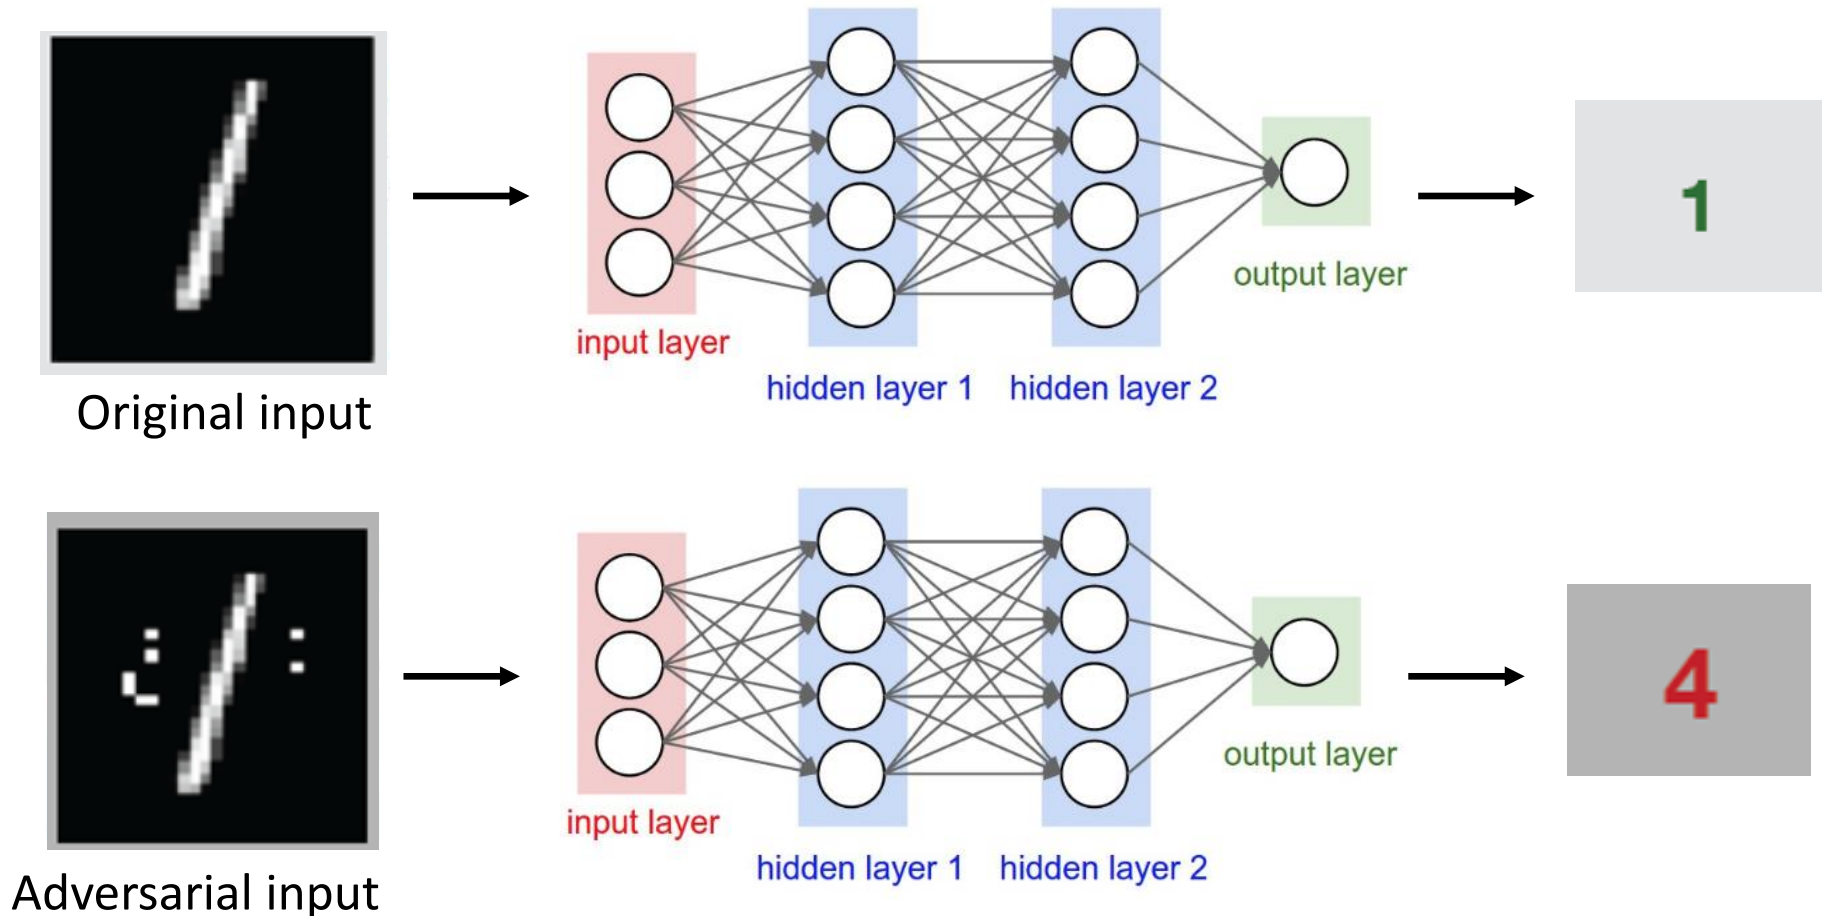 input layer
hidden layer 1
hidden layer 2
output layer
1
Original input
input layer
hidden layer 1
hidden layer 2
output layer
4
Adversarial input